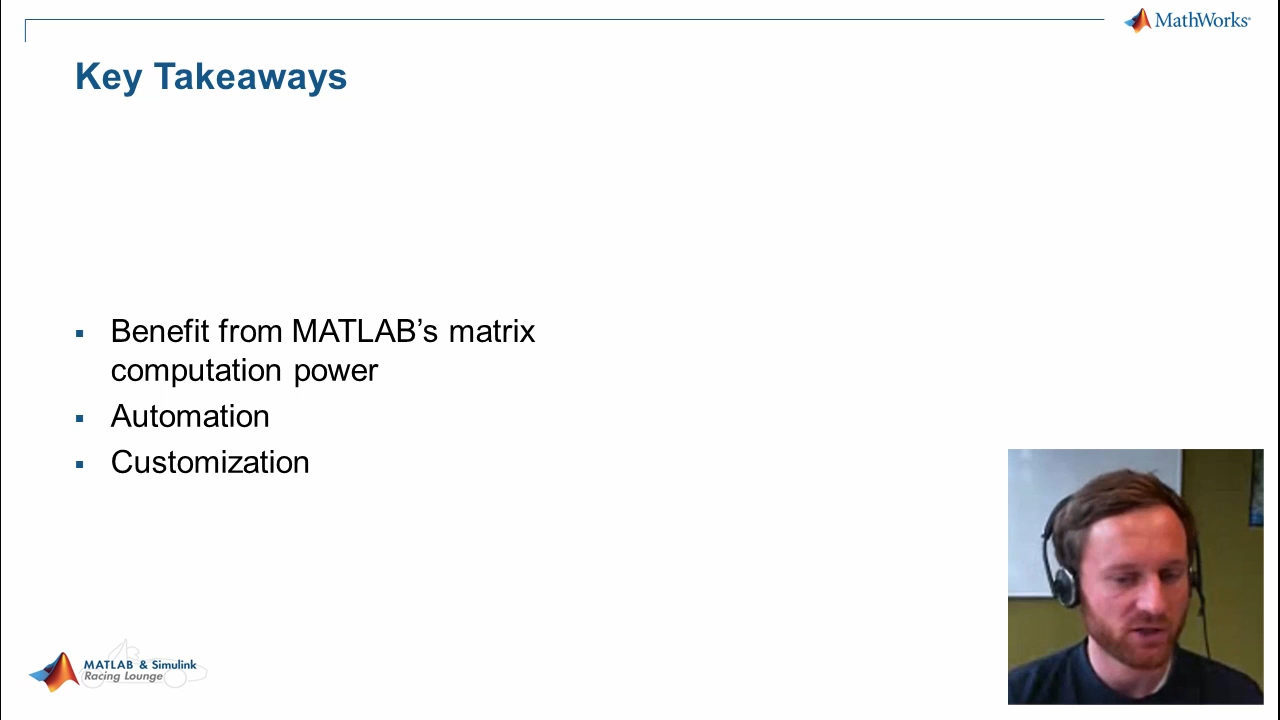 MathWorks®
Key Takeaways
▪ Benefit from MATLAB’s matrix
computation power
▪ Automation
▪ Customization
MATLAB & Simulink
Racing Lounge